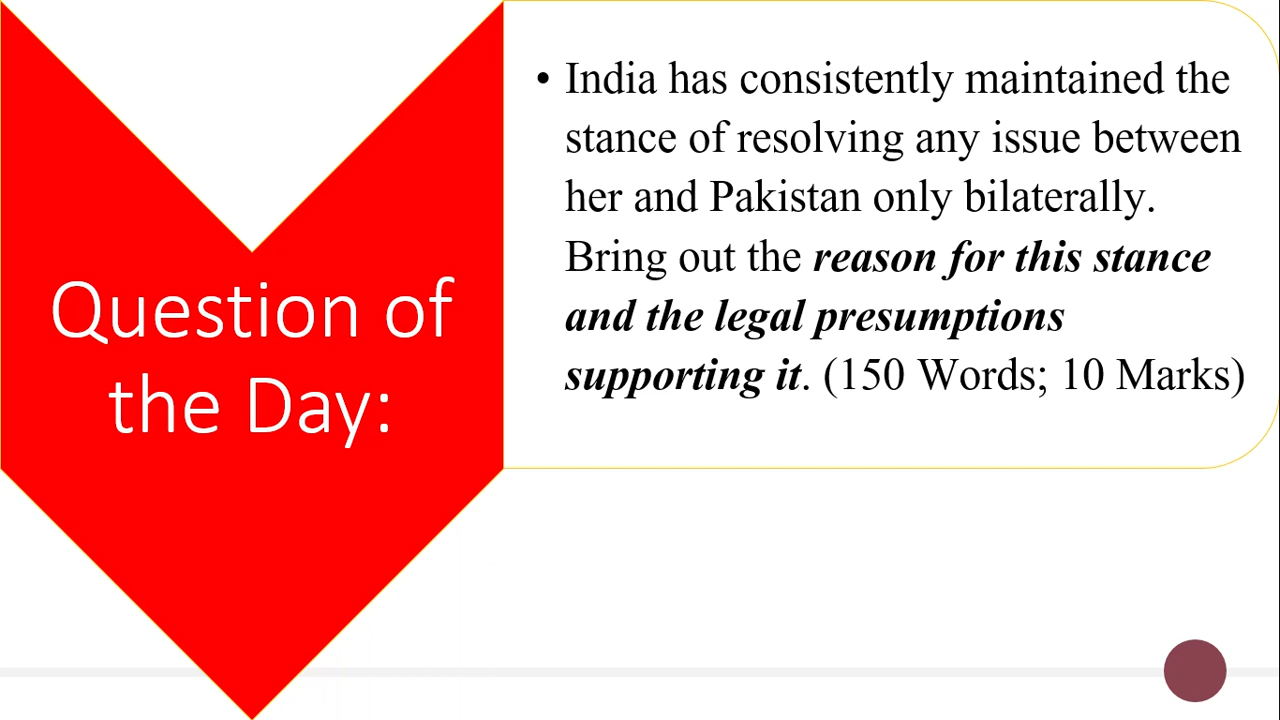 Question of
the Day:
• India has consistently maintained the
stance of resolving any issue between
her and Pakistan only bilaterally.
Bring out the reason for this stance
and the legal presumptions
supporting it. (150 Words; 10 Marks)